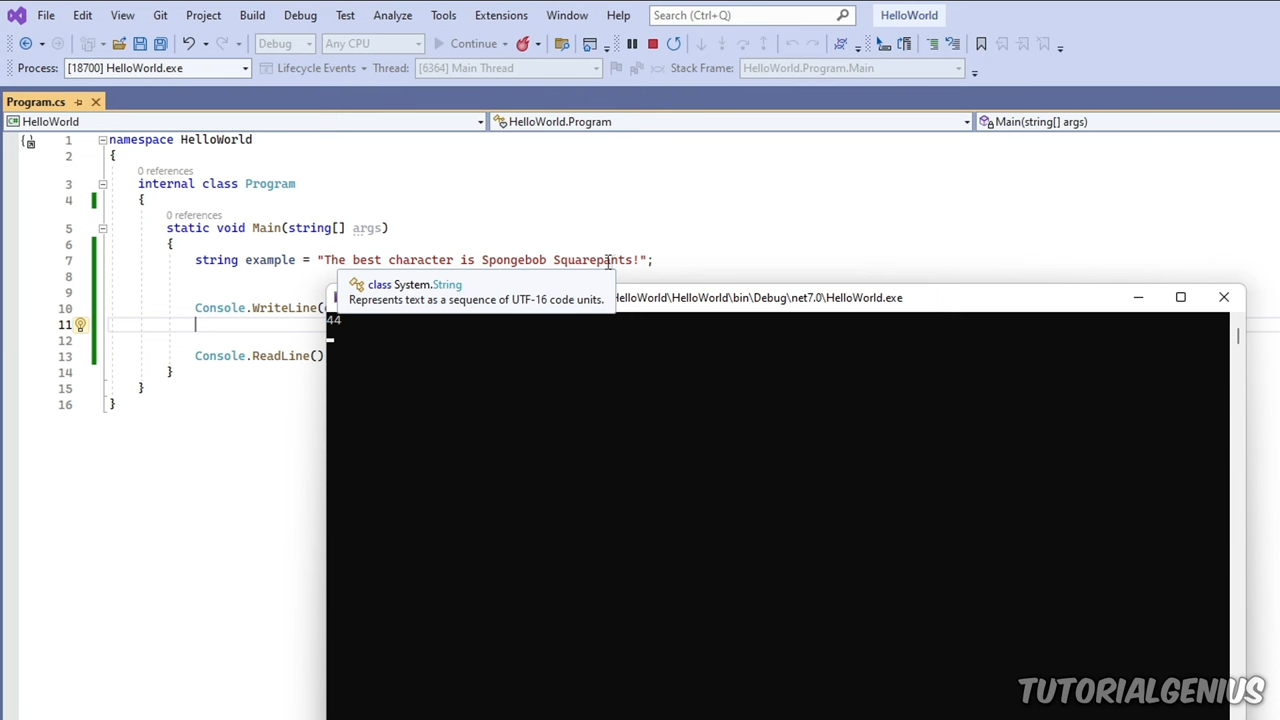 File Edit View Git Project Build Debug Test Analyze Tools Extensions Window Help Search (Ctrl+Q) HelloWorld
Debug Any CPU Continue
Process: [18700] HelloWorld.exe Lifecycle Events Thread: [6364] Main Thread Stack Frame: HelloWorld.Program.Main
Program.cs
HelloWorld HelloWorld.Program Main(string[] args)
1 namespace HelloWorld
2 {
0 references
3 internal class Program
4 {
0 references
5 static void Main(string[] args)
6 {
7 string example = "The best character is Spongebob Squarepants!";
8
class System.String
9
HelloWorld\HelloWorld\bin\Debug\net7.0\HelloWorld.exe
Represents text as a sequence of UTF-16 code units.
10 Console.WriteLine(
44
11
12
13 Console.ReadLine()
14 }
15 }
16 }
TUTORIALGENIUS